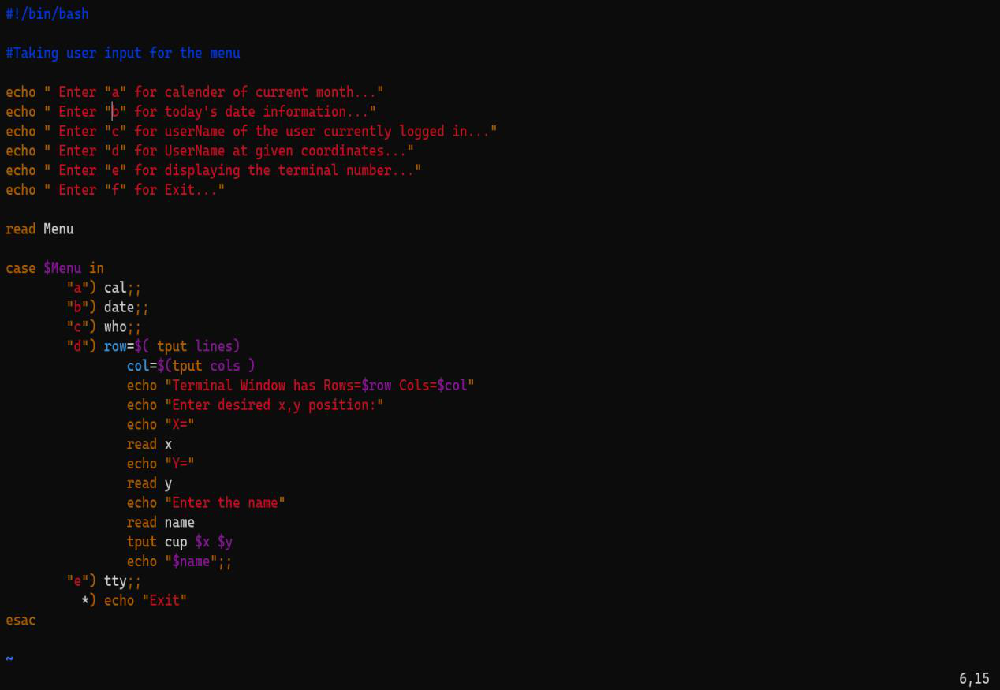 #!/bin/bash
#Taking user input for the menu
echo " Enter "a" for calender of current month..."
echo " Enter "b" for today's date information..."
echo " Enter "c" for userName of the user currently logged in..."
echo " Enter "d" for UserName at given coordinates..."
echo " Enter "e" for displaying the terminal number..."
echo " Enter "f" for Exit..."
read Menu
case $Menu in
"a") cal;;
"b") date;;
"c") who;;
"d") row=$( tput lines)
col=$(tput cols )
echo "Terminal Window has Rows=$row Cols=$col"
echo "Enter desired x,y position:"
echo "X="
read x
echo "Y="
read y
echo "Enter the name"
read name
tput cup $x $y
echo "$name";;
"e") tty;;
*) echo "Exit"
esac
~
6,15